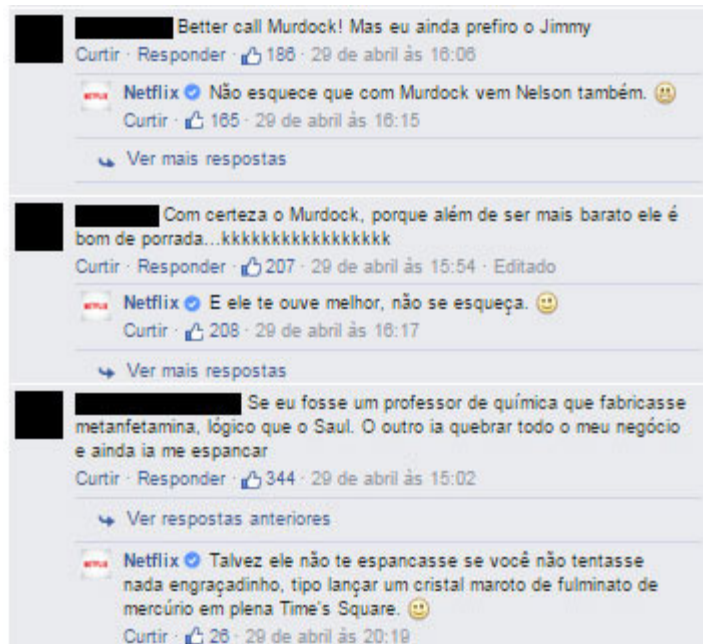 Better call Murdock! Mas eu ainda prefiro o Jimmy
Curtir · Responder · 186 · 29 de abril às 16:06
NETFLIX Netflix Não esquece que com Murdock vem Nelson também.
Curtir · 165 · 29 de abril às 16:15
Ver mais respostas
Com certeza o Murdock, porque além de ser mais barato ele é
bom de porrada...kkkkkkkkkkkkkkkkk
Curtir · Responder · 207 · 29 de abril às 15:54 · Editado
NETFLIX Netflix E ele te ouve melhor, não se esqueça.
Curtir · 208 · 29 de abril às 16:17
Ver mais respostas
Se eu fosse um professor de química que fabricasse
metanfetamina, lógico que o Saul. O outro ia quebrar todo o meu negócio
e ainda ia me espancar
Curtir · Responder · 344 · 29 de abril às 15:02
Ver respostas anteriores
NETFLIX Netflix Talvez ele não te espancasse se você não tentasse
nada engraçadinho, tipo lançar um cristal maroto de fulminato de
mercúrio em plena Time's Square.
Curtir · 26 · 29 de abril às 20:19